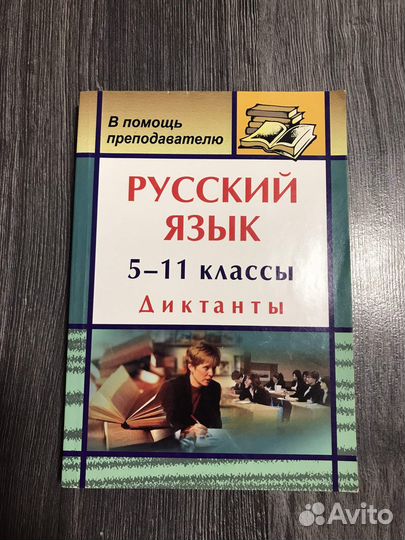 В помощь
преподавателю
РУССКИЙ
ЯЗЫК
5–11 классы
Диктанты
Avito